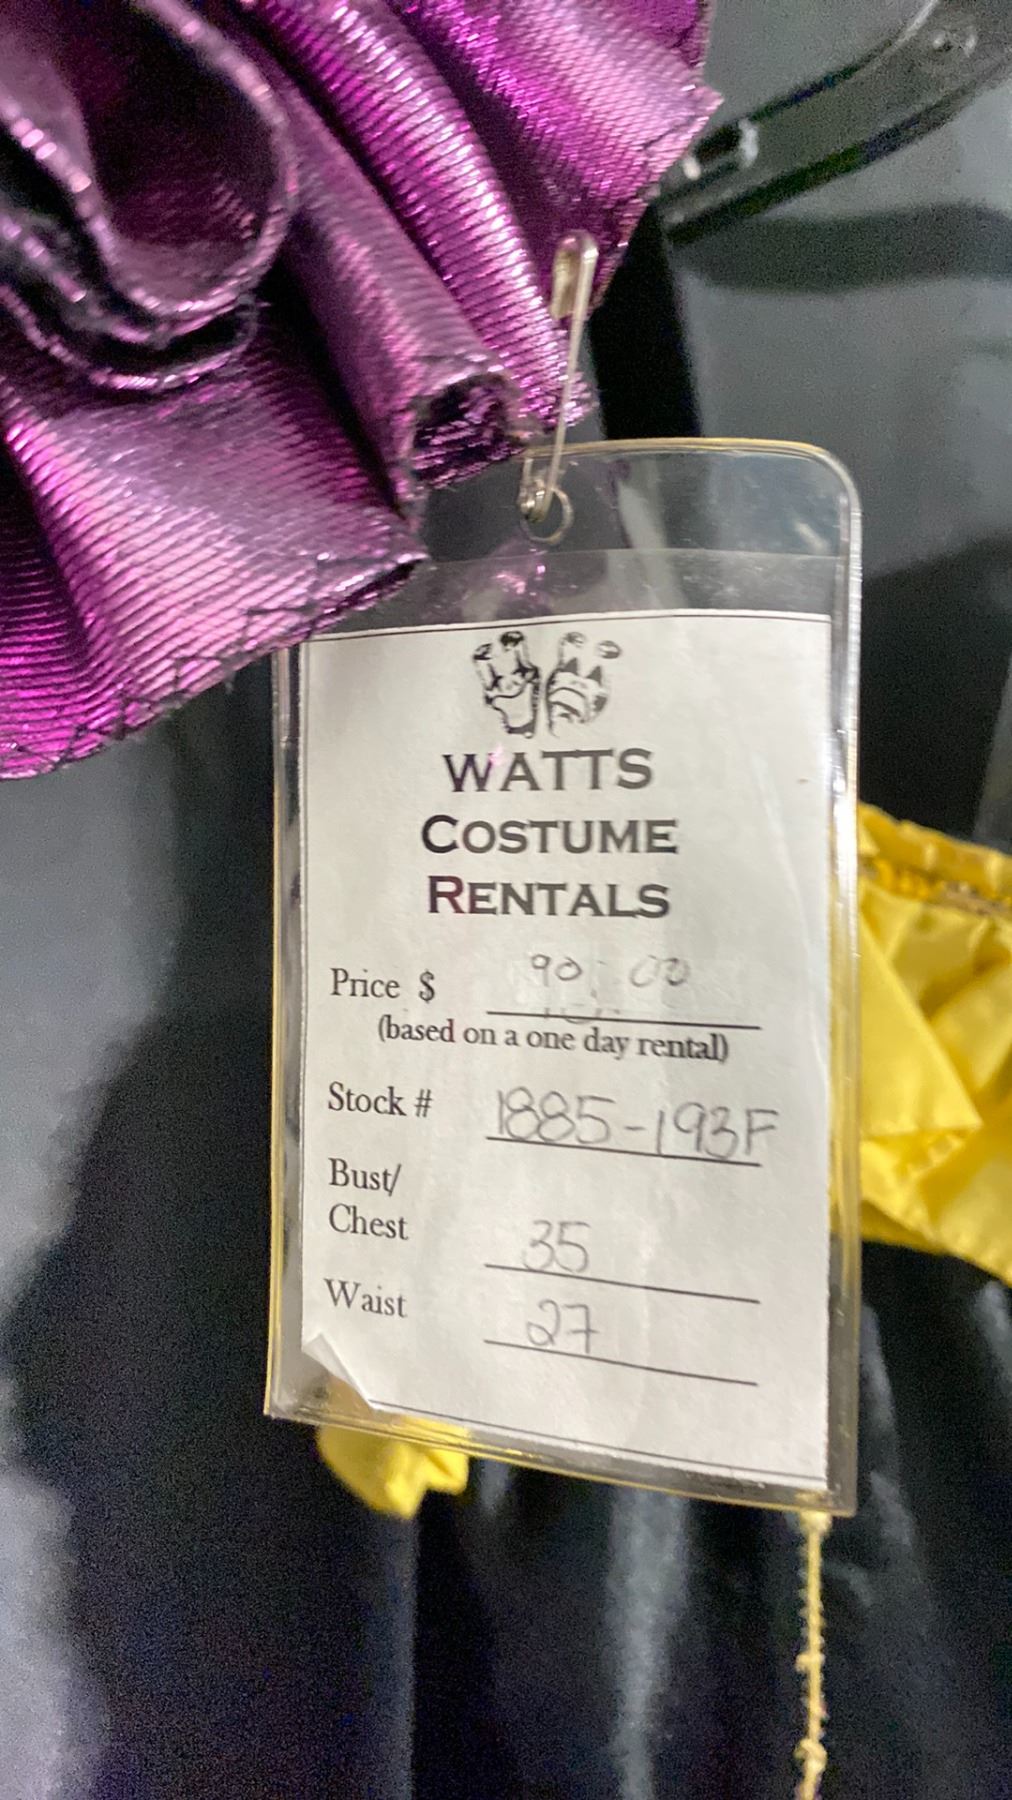 WATTS
COSTUME
RENTALS
Price $ 90.00
(based on a one day rental)
Stock # 1885-193F
Bust/
Chest 35
Waist 27